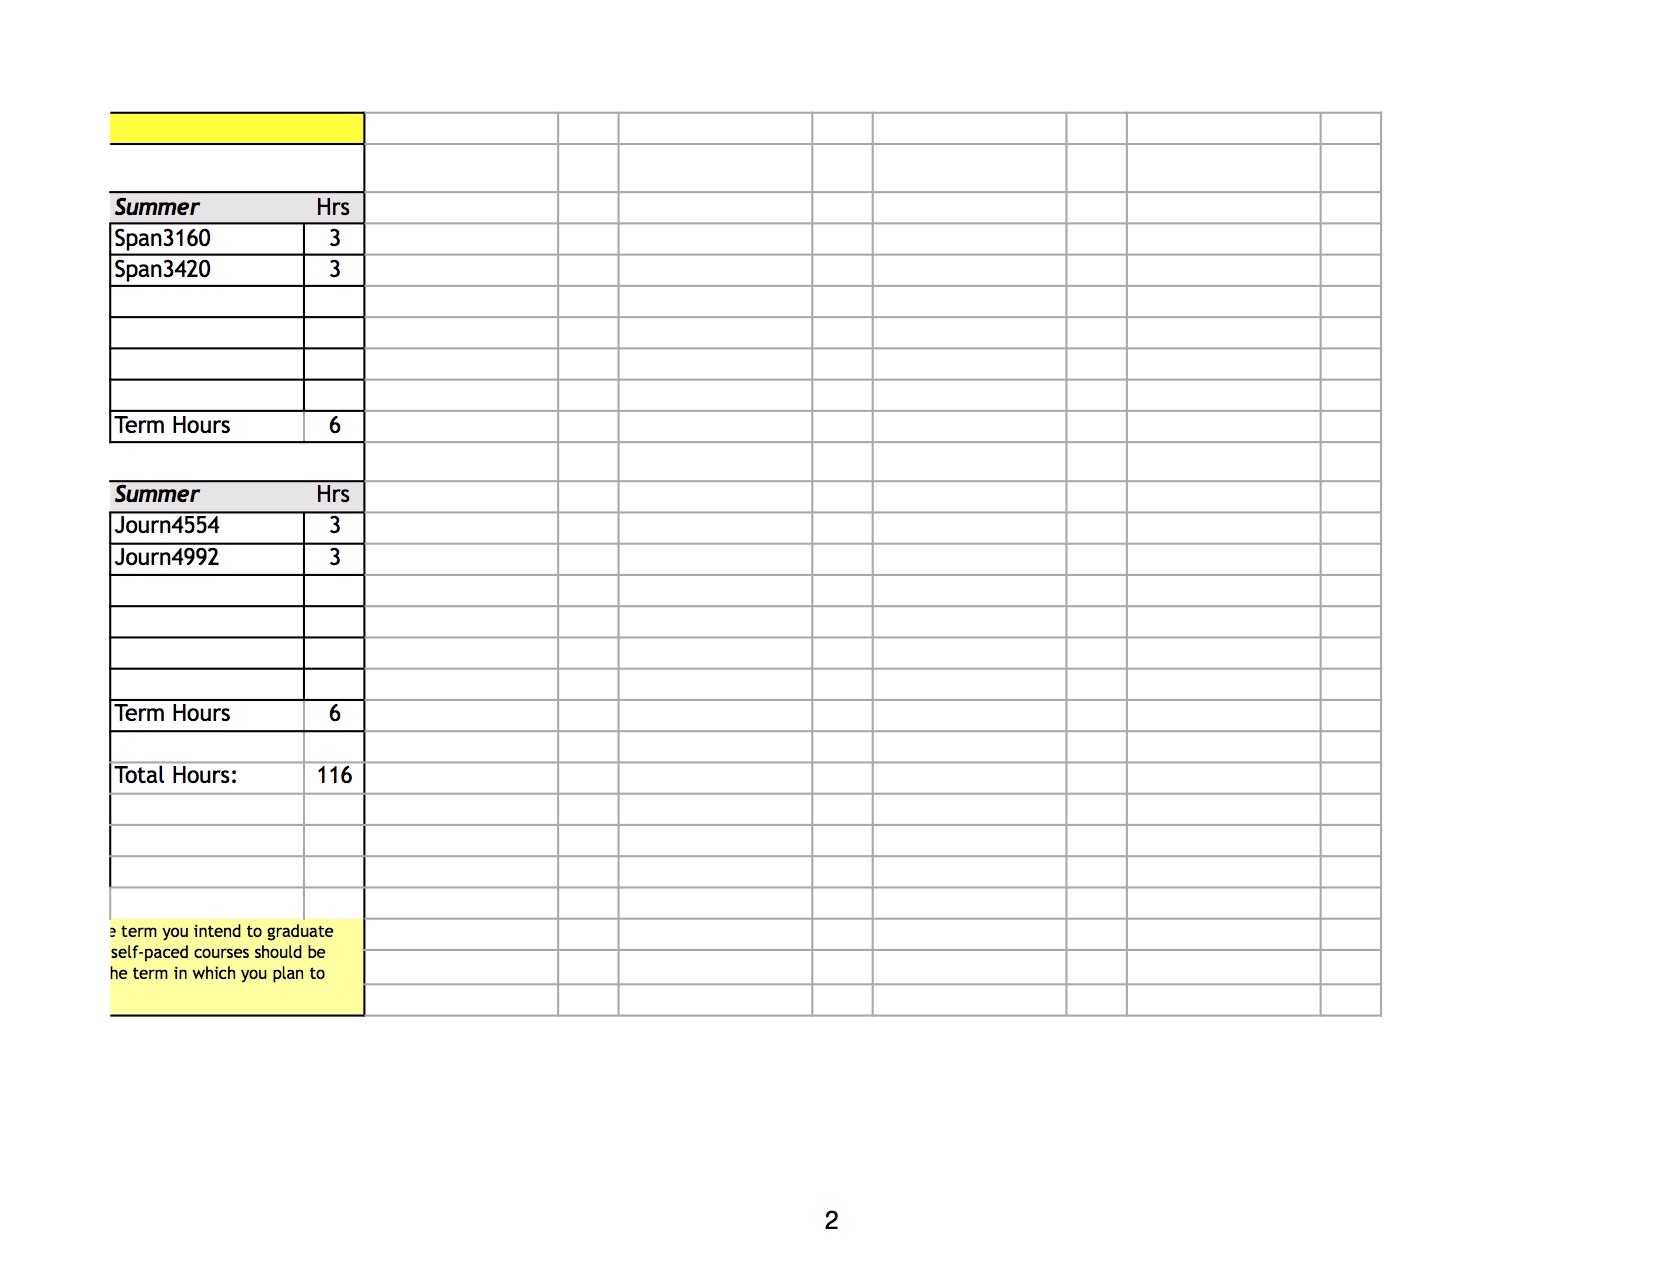 Summer Hrs
Span3160 3
Span3420 3
Term Hours 6
Summer Hrs
Journ4554 3
Journ4992 3
Term Hours 6
Total Hours: 116
term you intend to graduate
self-paced courses should be
term in which you plan to
2